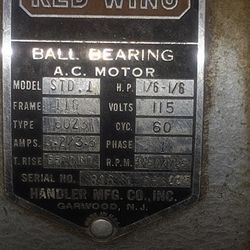 RED WING
BALL BEARING
A.C. MOTOR
MODEL STD.1 H.P. 1/6-1/6
FRAME VOLTS 115
TYPE CYC. 60
AMPS. PHASE
T. RISE R.P.M.
SERIAL NO.
HANDLER MFG. CO., INC.
GARWOOD, N.J.